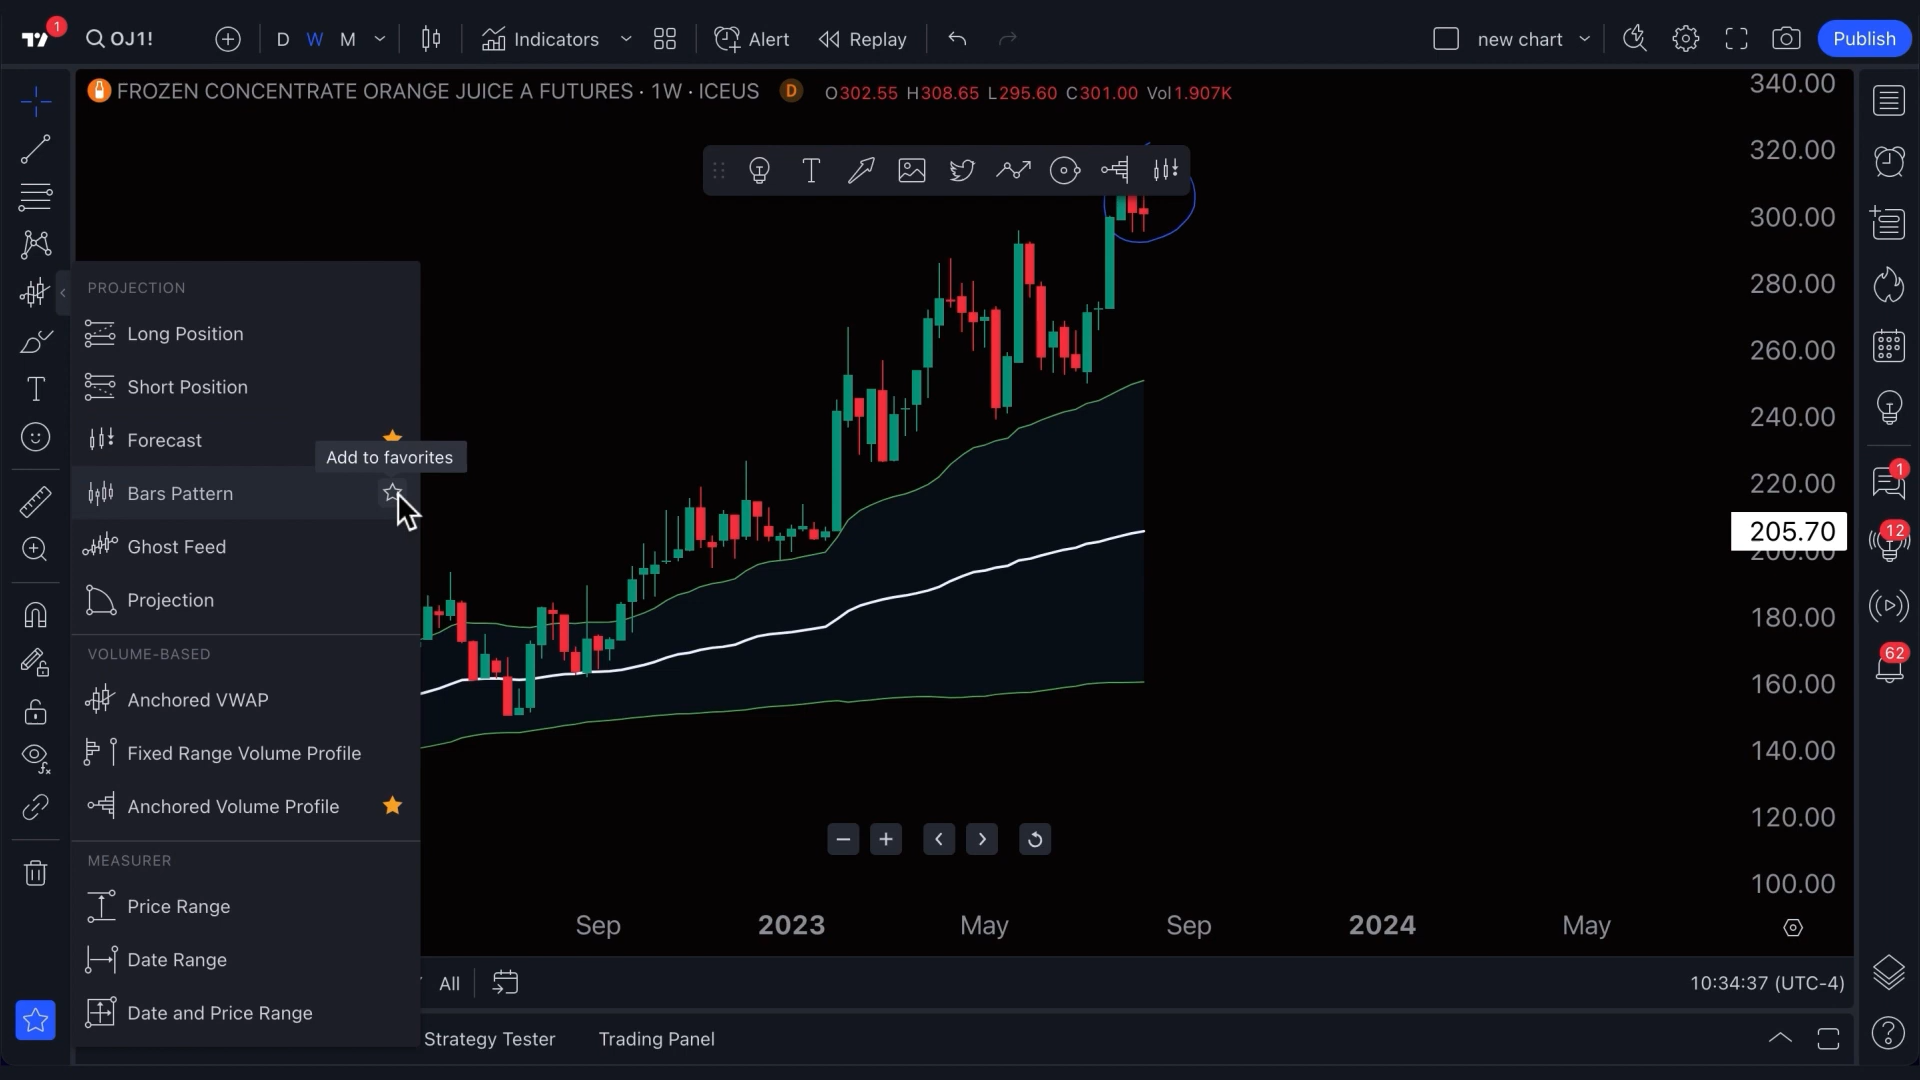 1
OJ1!
D W M
Indicators
Alert
Replay
new chart
Publish
FROZEN CONCENTRATE ORANGE JUICE A FUTURES · 1W · ICEUS D O302.55 H308.65 L295.60 C301.00 Vol1.907K
340.00
320.00
300.00
280.00
260.00
240.00
220.00
205.70
200.00
180.00
160.00
140.00
120.00
100.00
PROJECTION
Long Position
Short Position
Forecast
Add to favorites
Bars Pattern
Ghost Feed
Projection
VOLUME-BASED
Anchored VWAP
Fixed Range Volume Profile
Anchored Volume Profile
MEASURER
Price Range
Date Range
Date and Price Range
Sep 2023 May Sep 2024 May
All
10:34:37 (UTC-4)
Strategy Tester
Trading Panel
1
12
62